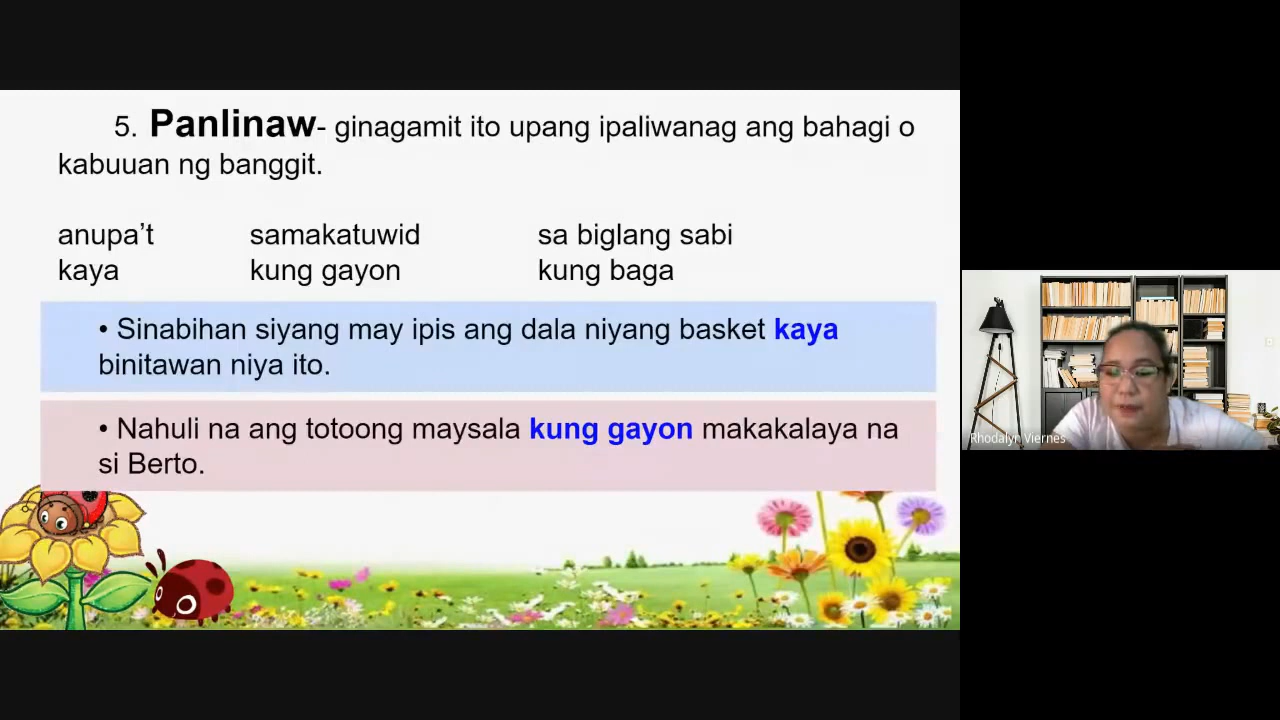 5. Panlinaw- ginagamit ito upang ipaliwanag ang bahagi o
kabuuan ng banggit.
anupa’t samakatuwid sa biglang sabi
kaya kung gayon kung baga
• Sinabihan siyang may ipis ang dala niyang basket kaya
binitawan niya ito.
• Nahuli na ang totoong maysala kung gayon makakalaya na
si Berto.
Rhodalyn Viernes